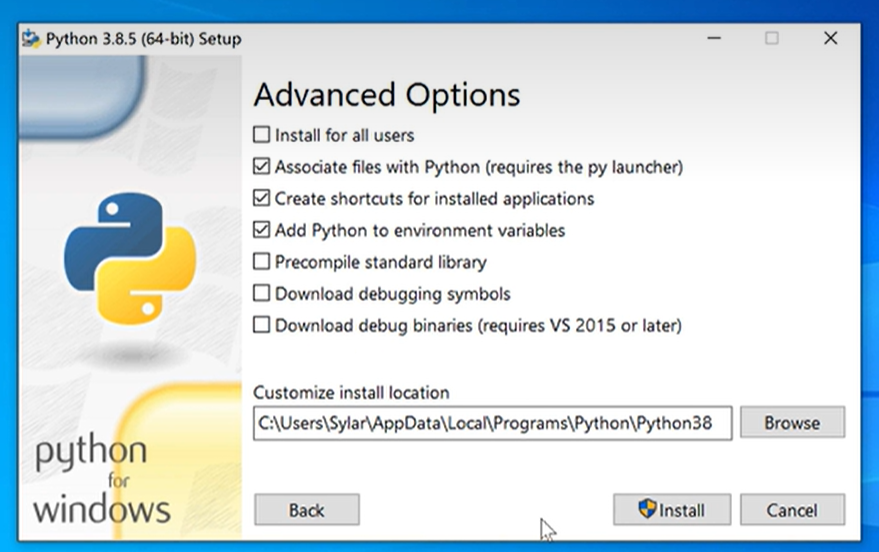 Python 3.8.5 (64-bit) Setup
Advanced Options
Install for all users
Associate files with Python (requires the py launcher)
Create shortcuts for installed applications
Add Python to environment variables
Precompile standard library
Download debugging symbols
Download debug binaries (requires VS 2015 or later)
Customize install location
C:\Users\Sylar\AppData\Local\Programs\Python\Python38
Browse
python
for
windows
Back
Install
Cancel